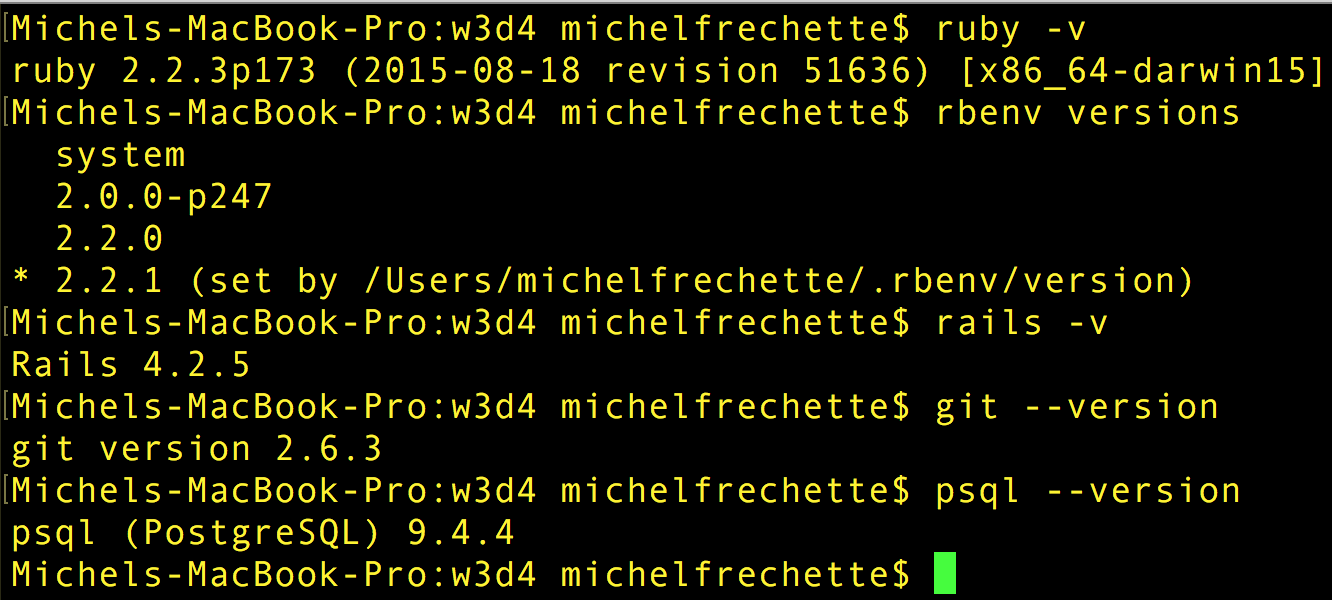 [Michels-MacBook-Pro:w3d4 michelfrechette$ ruby -v
ruby 2.2.3p173 (2015-08-18 revision 51636) [x86_64-darwin15]
[Michels-MacBook-Pro:w3d4 michelfrechette$ rbenv versions
  system
  2.0.0-p247
  2.2.0
* 2.2.1 (set by /Users/michelfrechette/.rbenv/version)
[Michels-MacBook-Pro:w3d4 michelfrechette$ rails -v
Rails 4.2.5
[Michels-MacBook-Pro:w3d4 michelfrechette$ git --version
git version 2.6.3
[Michels-MacBook-Pro:w3d4 michelfrechette$ psql --version
psql (PostgreSQL) 9.4.4
Michels-MacBook-Pro:w3d4 michelfrechette$